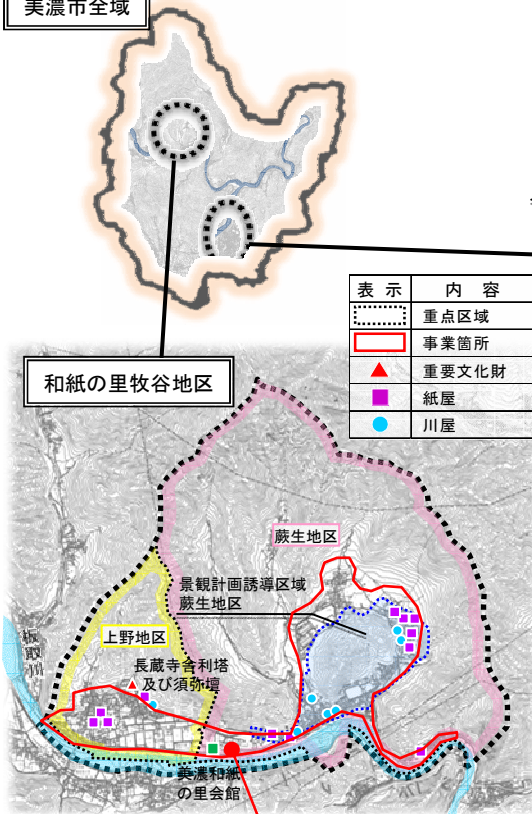 美濃市全域
表 示
内 容
重点区域
事業箇所
重要文化財
紙屋
川屋
和紙の里牧谷地区
蕨生地区
景観計画誘導区域
蕨生地区
上野地区
長蔵寺舎利塔
及び須弥壇
板取川
美濃和紙
の里会館